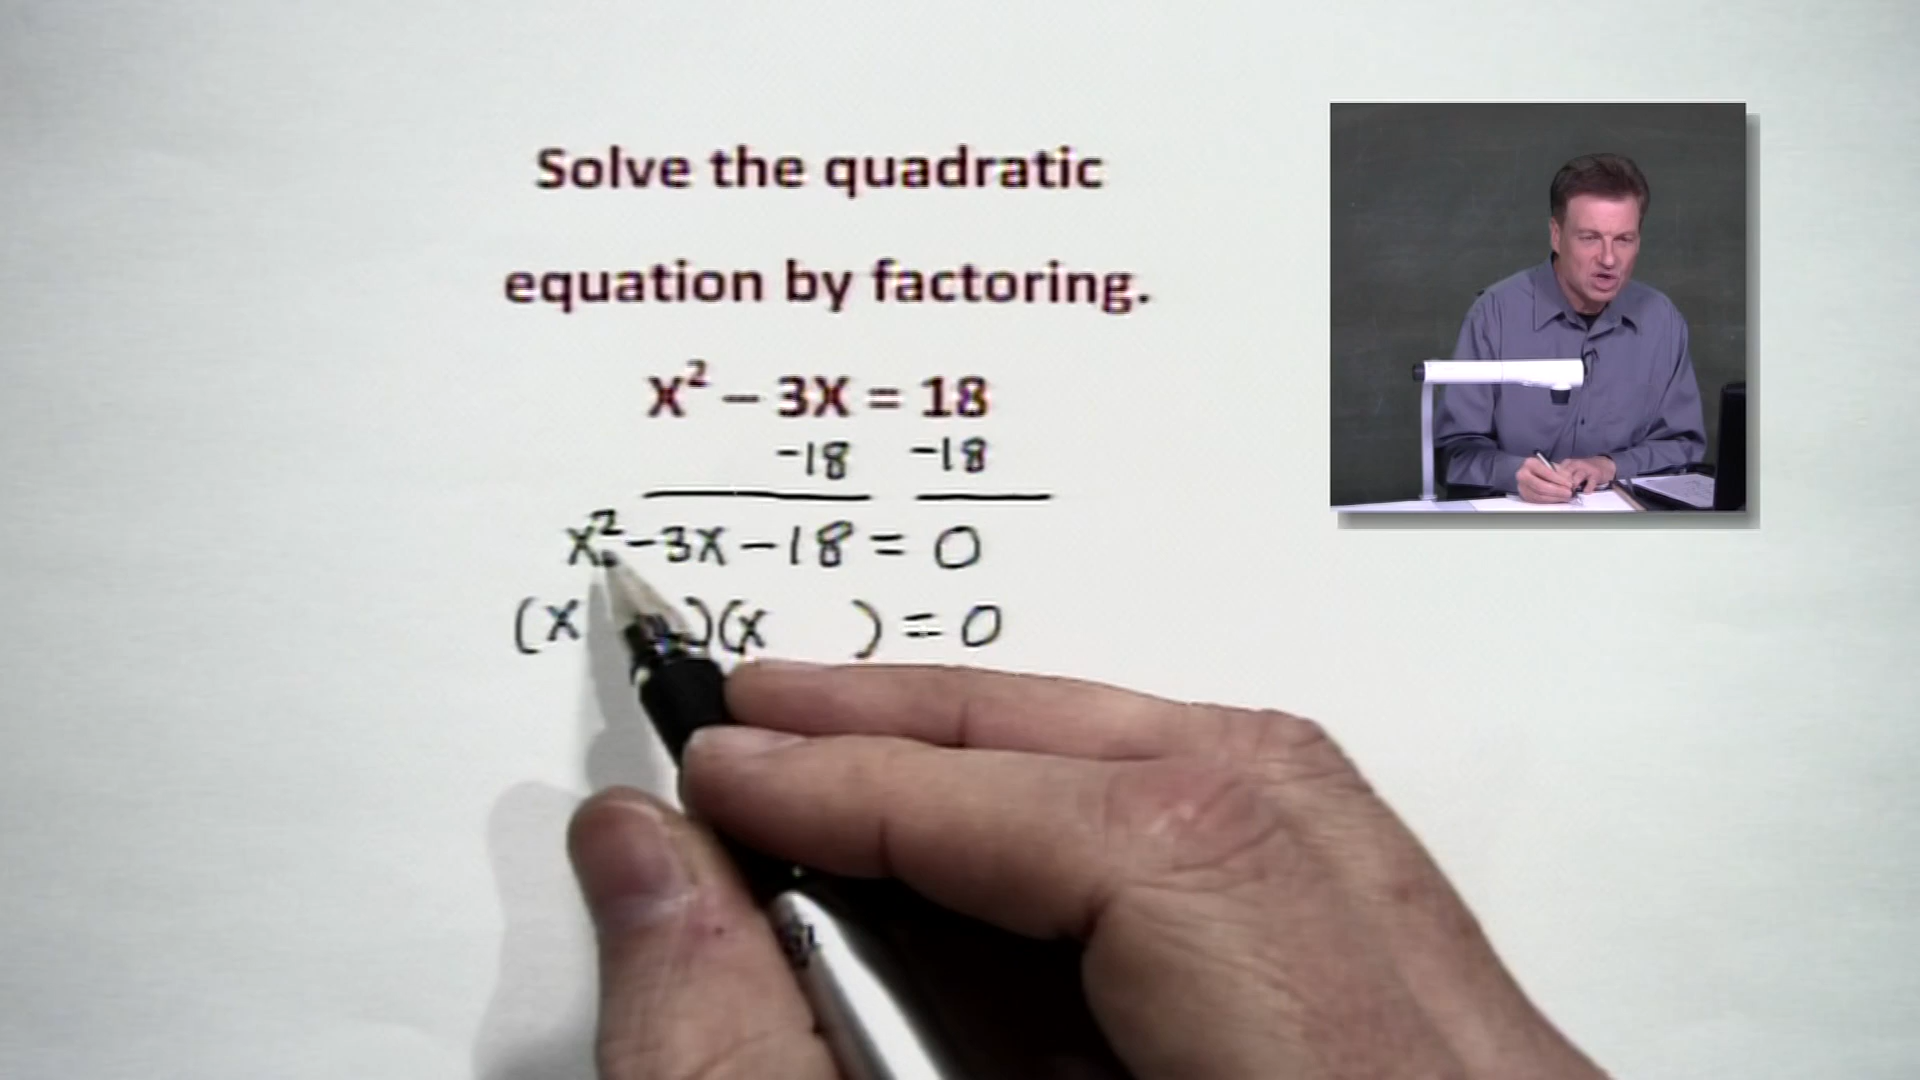 Solve the quadratic
equation by factoring.
X² – 3X = 18
-18 -18
x²-3x-18 = 0
(x )(x ) = 0